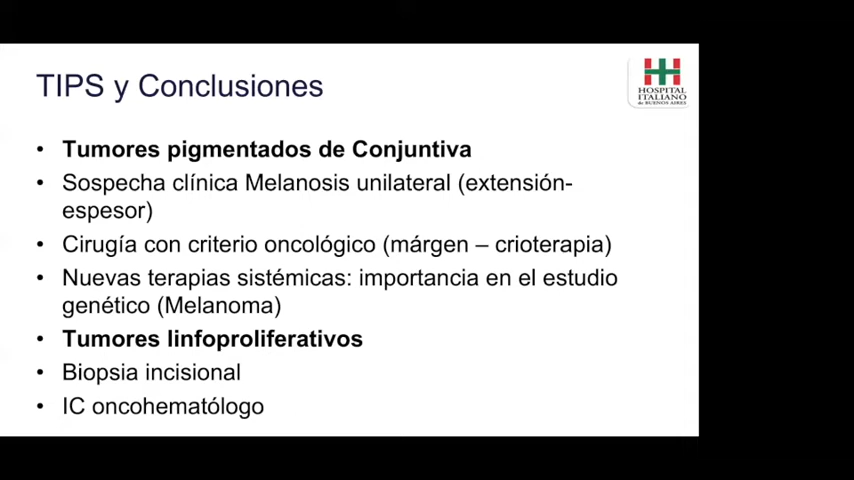 TIPS y Conclusiones
HOSPITAL
ITALIANO
de BUENOS AIRES
• Tumores pigmentados de Conjuntiva
• Sospecha clínica Melanosis unilateral (extensión-
espesor)
• Cirugía con criterio oncológico (márgen – crioterapia)
• Nuevas terapias sistémicas: importancia en el estudio
genético (Melanoma)
• Tumores linfoproliferativos
• Biopsia incisional
• IC oncohematólogo